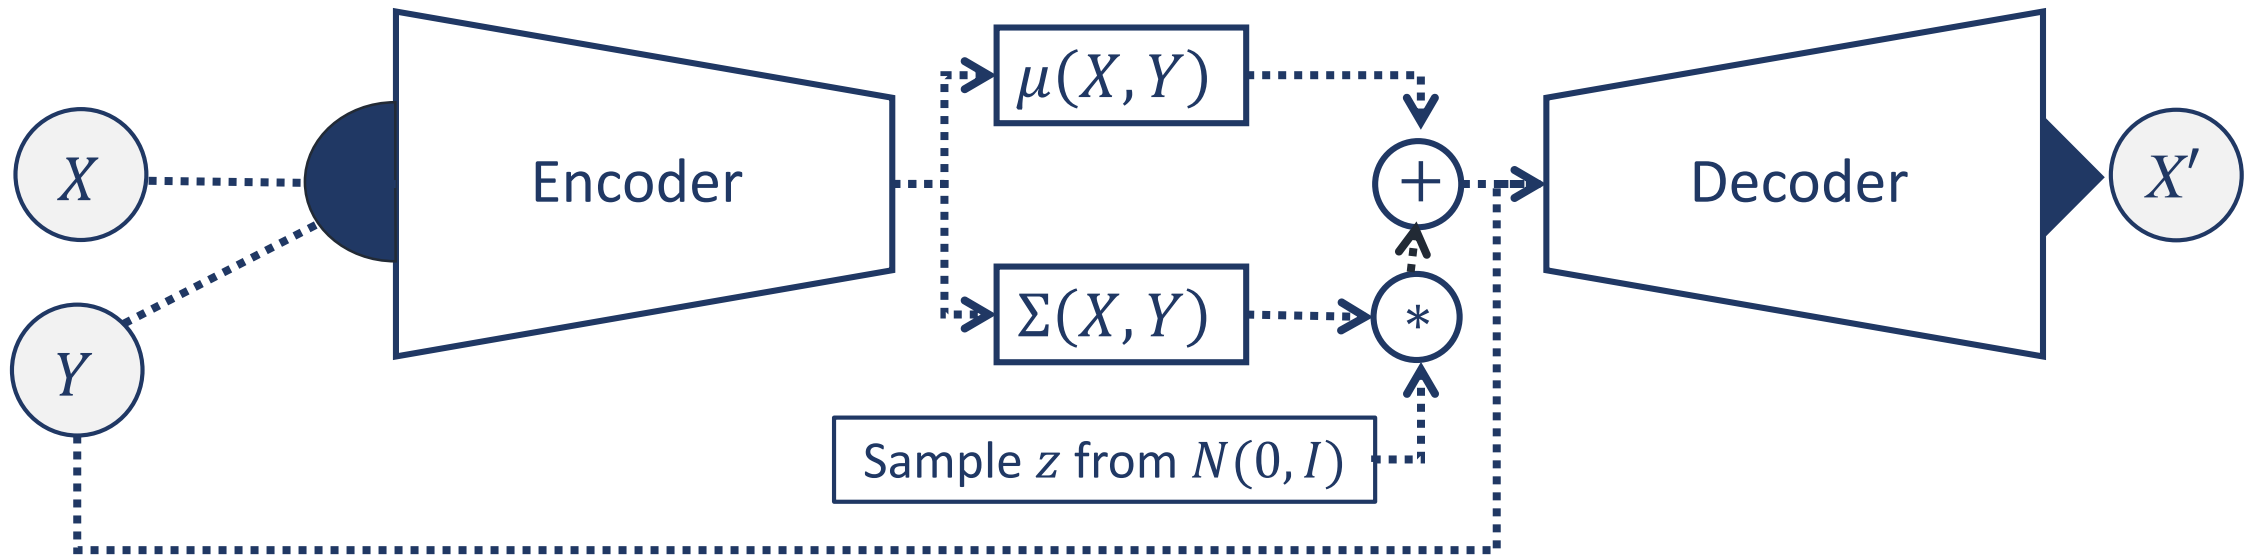 X
Y
Encoder
μ(X, Y)
Σ(X, Y)
+
*
Sample z from N(0, I)
Decoder
X′